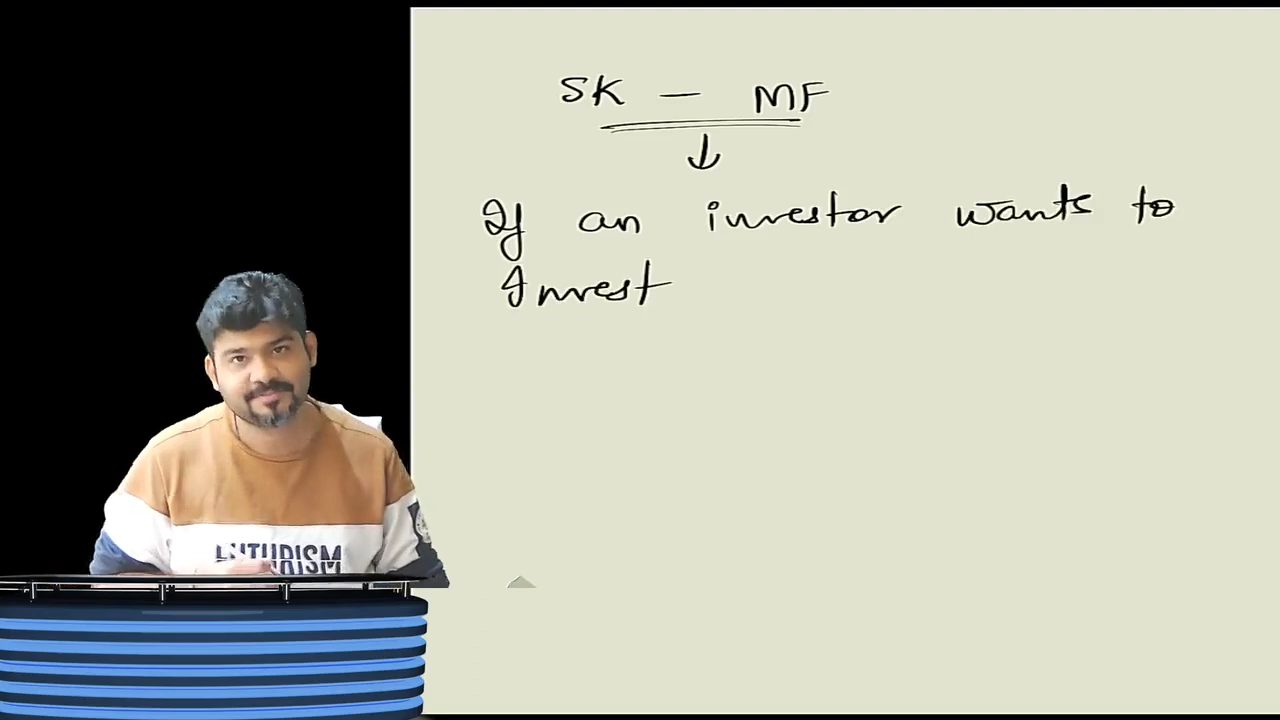 SK — MF
If an investor wants to
Invest
FUTURISM